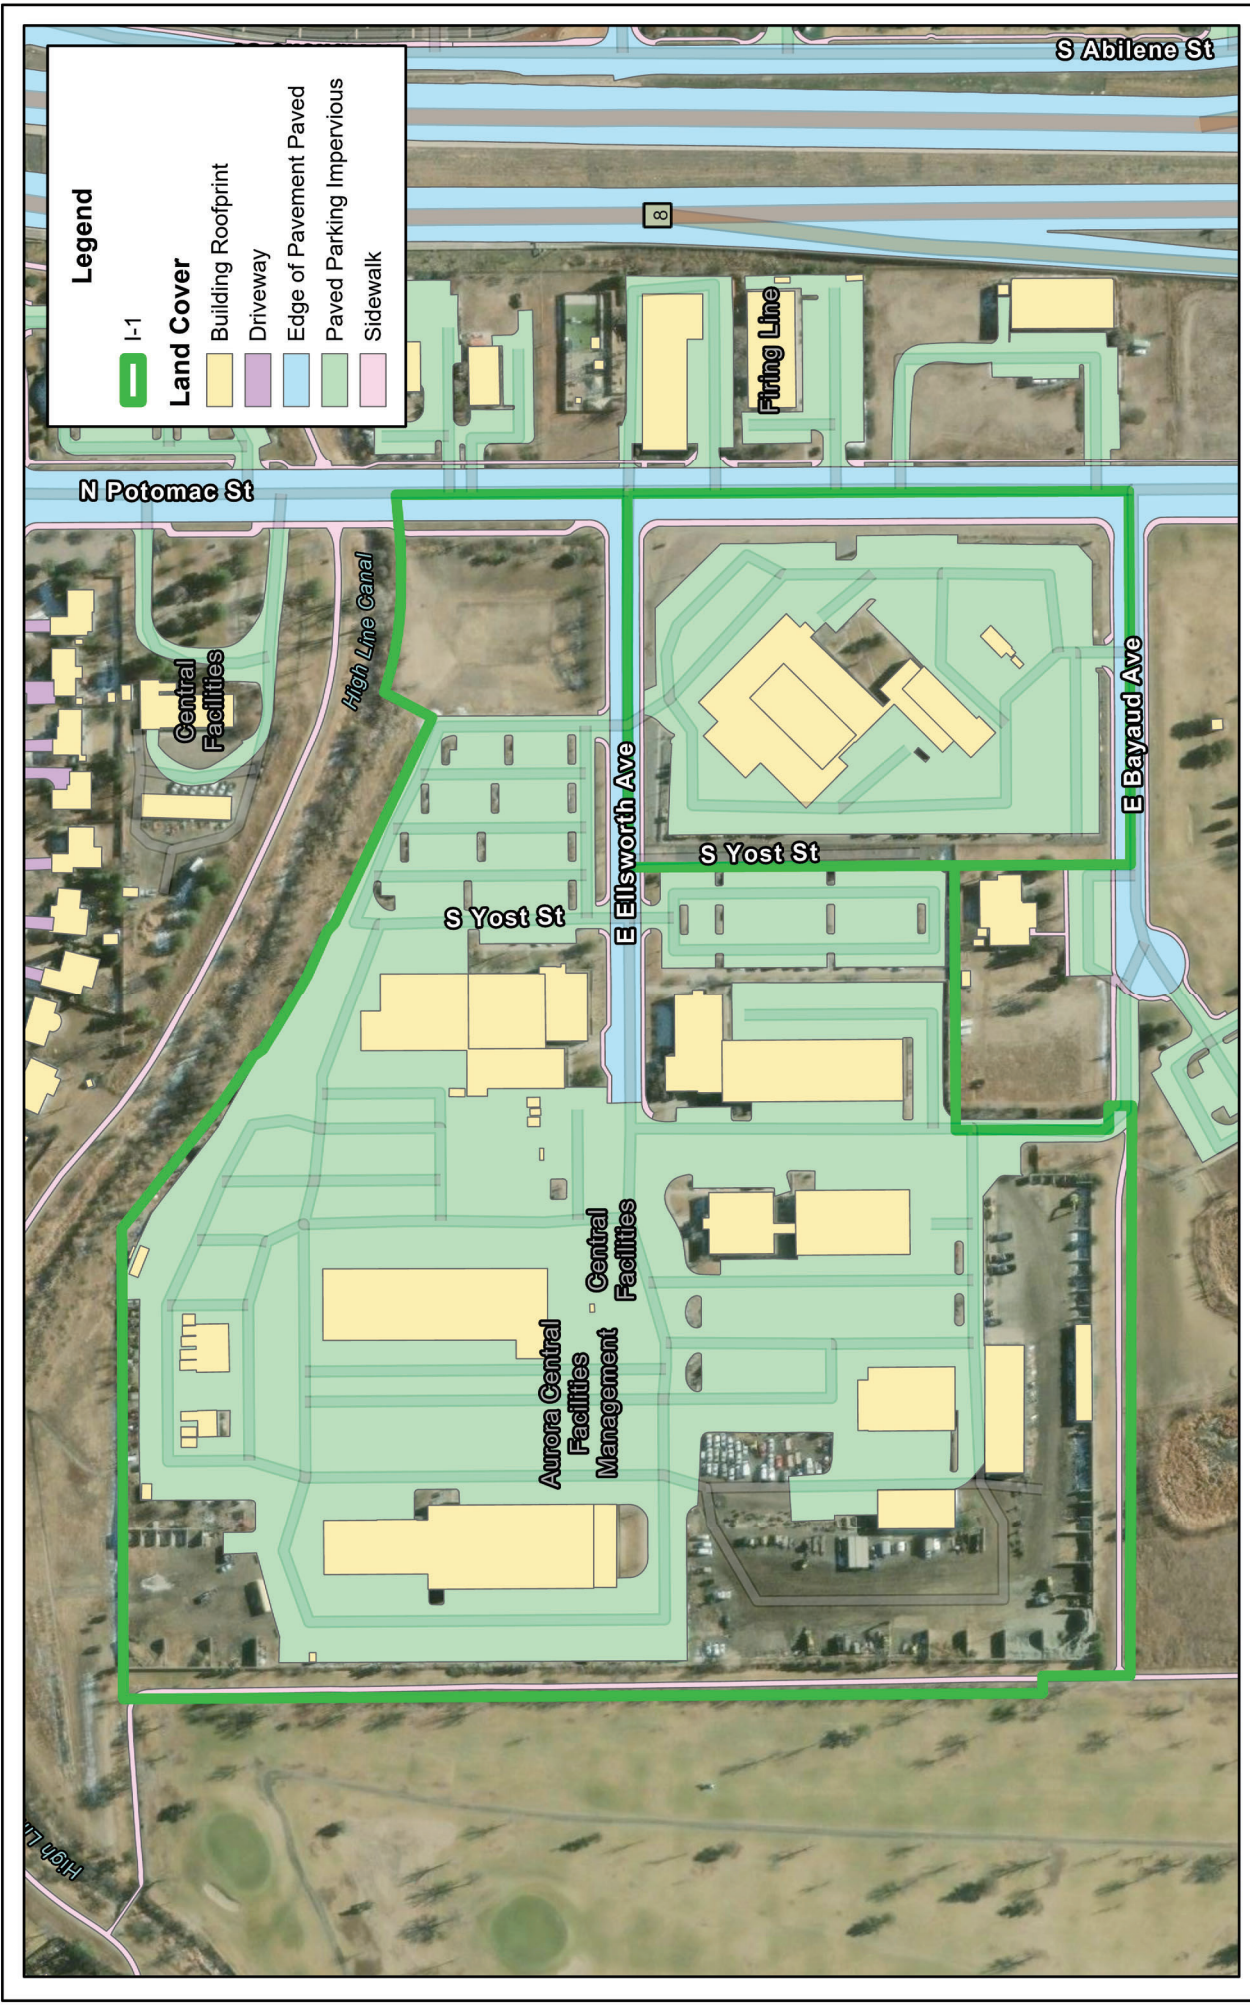 Legend
I-1
Land Cover
Building Roofprint
Driveway
Edge of Pavement Paved
Paved Parking Impervious
Sidewalk
S Abilene St
8
Firing Line
N Potomac St
High Line Canal
Central
Facilities
E Ellsworth Ave
E Bayaud Ave
S Yost St
S Yost St
Central
Facilities
Aurora Central
Facilities
Management